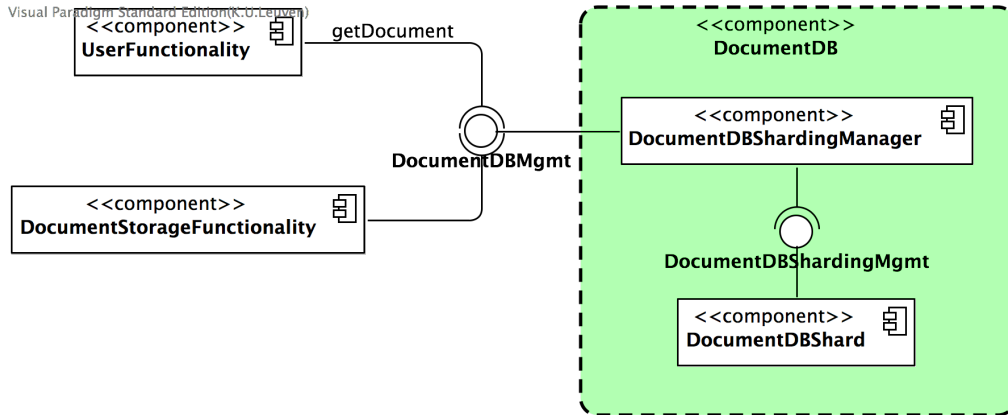 Visual Paradigm Standard Edition(K.U.Leuven)
<<component>>
UserFunctionality
getDocument
<<component>>
DocumentDB
<<component>>
DocumentDBShardingManager
DocumentDBMgmt
<<component>>
DocumentStorageFunctionality
DocumentDBShardingMgmt
<<component>>
DocumentDBShard